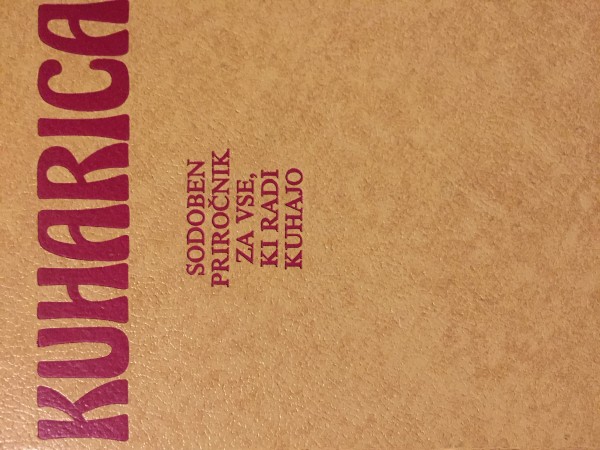 KUHARICA
SODOBEN
PRIROČNIK
ZA VSE,
KI RADI
KUHAJO